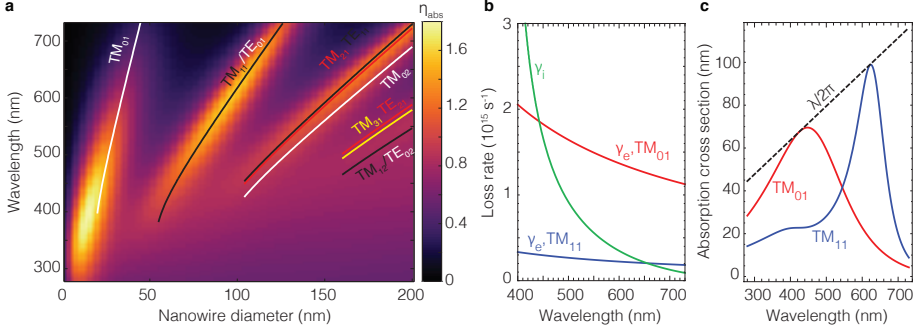 a
η_abs
Wavelength (nm)
700
600
500
400
300
0
50
100
150
200
Nanowire diameter (nm)
TM01
TM11/TE01
TM21/TE
TM02
TM31/TE21
TM12/TE02
1.6
1.2
0.8
0.4
0
b
Loss rate (10^15 s^-1)
3
2
1
0
400
500
600
700
Wavelength (nm)
γi
γe,TM01
γe,TM11
c
Absorption cross section (nm)
100
80
60
40
20
0
300
400
500
600
700
Wavelength (nm)
λ/2π
TM01
TM11